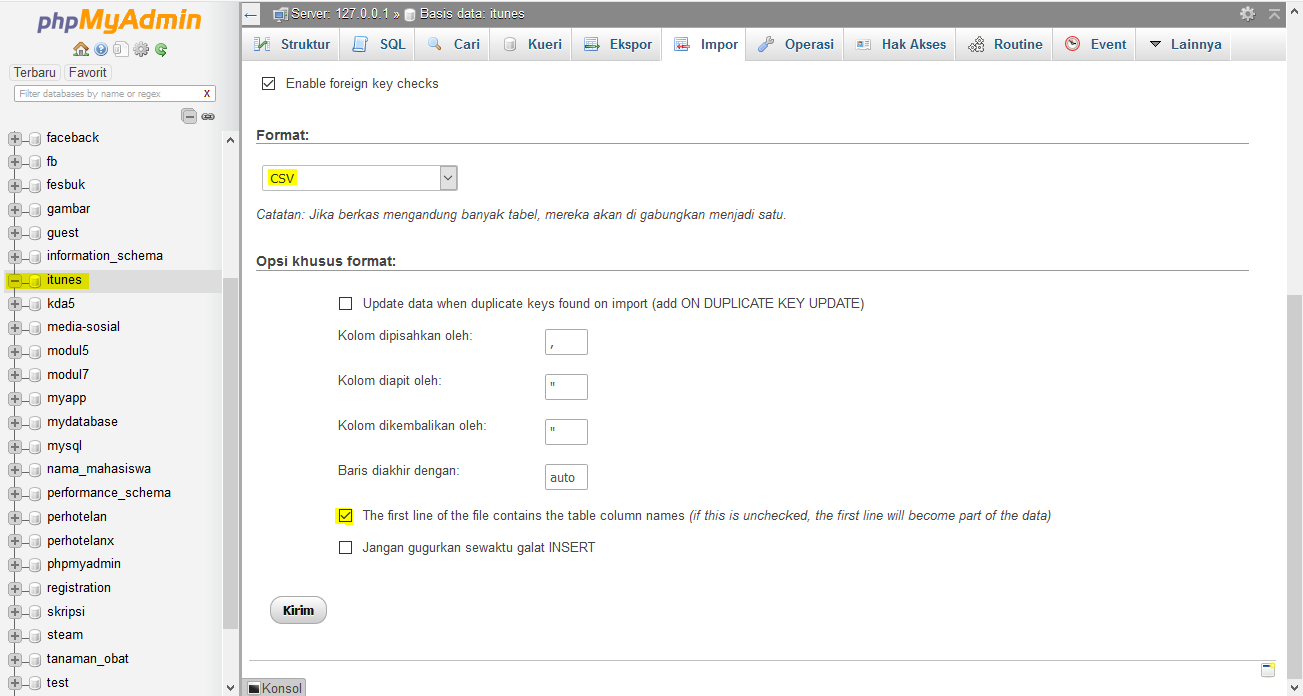 phpMyAdmin
Terbaru Favorit
Filter databases by name or regex X
faceback
fb
fesbuk
gambar
guest
information_schema
itunes
kda5
media-sosial
modul5
modul7
myapp
mydatabase
mysql
nama_mahasiswa
performance_schema
perhotelan
perhotelanx
phpmyadmin
registration
skripsi
steam
tanaman_obat
test
Server: 127.0.0.1 » Basis data: itunes
Struktur SQL Cari Kueri Ekspor Impor Operasi Hak Akses Routine Event Lainnya
Enable foreign key checks
Format:
CSV
Catatan: Jika berkas mengandung banyak tabel, mereka akan di gabungkan menjadi satu.
Opsi khusus format:
Update data when duplicate keys found on import (add ON DUPLICATE KEY UPDATE)
Kolom dipisahkan oleh: ,
Kolom diapit oleh: "
Kolom dikembalikan oleh: "
Baris diakhir dengan: auto
The first line of the file contains the table column names (if this is unchecked, the first line will become part of the data)
Jangan gugurkan sewaktu galat INSERT
Kirim
Konsol